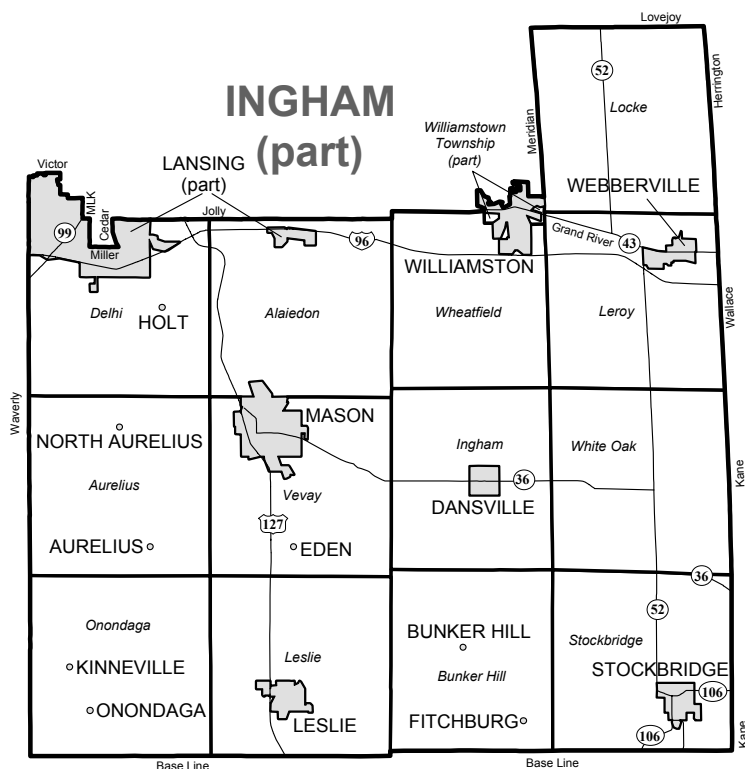 Lovejoy
52
INGHAM
(part)
Locke
Herrington
Meridian
Williamstown
Township
(part)
Victor
LANSING
(part)
WEBBERVILLE
MLK
Cedar
Jolly
99
96
Grand River
43
Miller
WILLIAMSTON
Delhi
HOLT
Alaiedon
Wheatfield
Leroy
Wallace
Waverly
MASON
NORTH AURELIUS
Ingham
White Oak
Aurelius
Vevay
36
Kane
DANSVILLE
127
AURELIUS
EDEN
36
52
Onondaga
BUNKER HILL
Stockbridge
Leslie
KINNEVILLE
Bunker Hill
STOCKBRIDGE
106
ONONDAGA
LESLIE
FITCHBURG
106
Kane
Base Line
Base Line